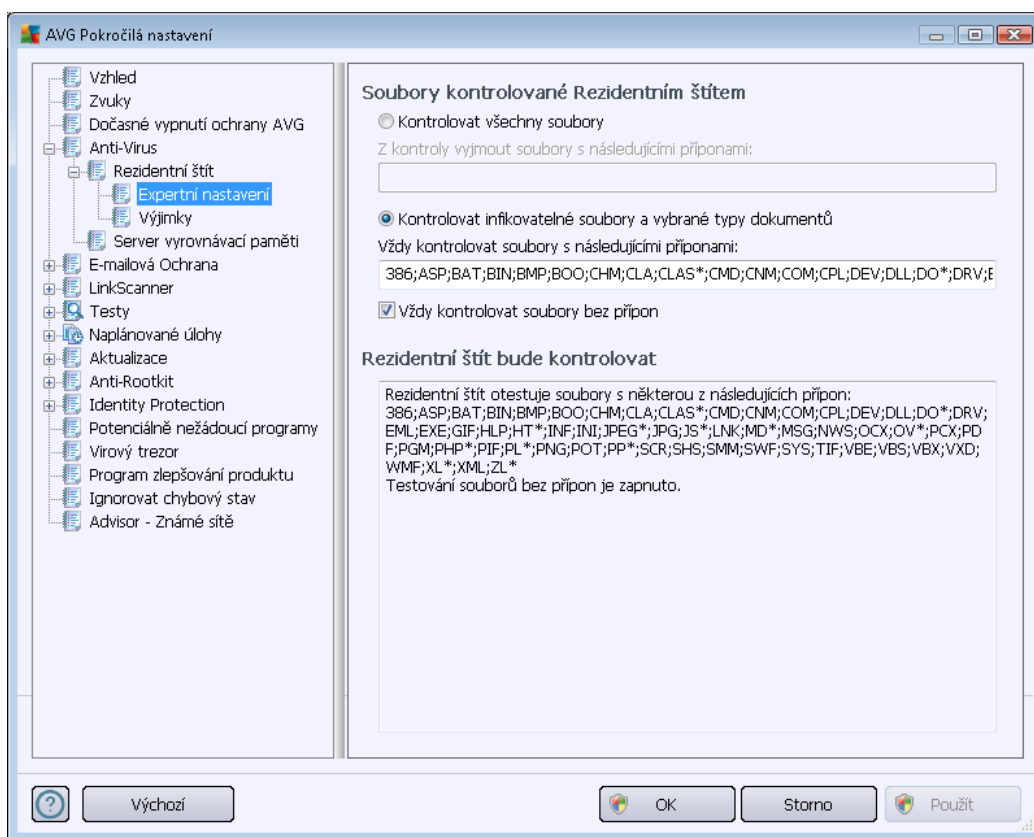 AVG Pokročilá nastavení
Vzhled
Zvuky
Dočasné vypnutí ochrany AVG
Anti-Virus
Rezidentní štít
Expertní nastavení
Výjimky
Server vyrovnávací paměti
E-mailová Ochrana
LinkScanner
Testy
Naplánované úlohy
Aktualizace
Anti-Rootkit
Identity Protection
Potenciálně nežádoucí programy
Virový trezor
Program zlepšování produktu
Ignorovat chybový stav
Advisor - Známé sítě
Soubory kontrolované Rezidentním štítem
Kontrolovat všechny soubory
Z kontroly vyjmout soubory s následujícími příponami:
Kontrolovat infikovatelné soubory a vybrané typy dokumentů
Vždy kontrolovat soubory s následujícími příponami:
386;ASP;BAT;BIN;BMP;BOO;CHM;CLA;CLAS*;CMD;CNM;COM;CPL;DEV;DLL;DO*;DRV;E
Vždy kontrolovat soubory bez přípon
Rezidentní štít bude kontrolovat
Rezidentní štít otestuje soubory s některou z následujících přípon:
386;ASP;BAT;BIN;BMP;BOO;CHM;CLA;CLAS*;CMD;CNM;COM;CPL;DEV;DLL;DO*;DRV;
EML;EXE;GIF;HLP;HT*;INF;INI;JPEG*;JPG;JS*;LNK;MD*;MSG;NWS;OCX;OV*;PCX;PD
F;PGM;PHP*;PIF;PL*;PNG;POT;PP*;SCR;SHS;SMM;SWF;SYS;TIF;VBE;VBS;VBX;VXD;
WMF;XL*;XML;ZL*
Testování souborů bez přípon je zapnuto.
Výchozí
OK
Storno
Použít